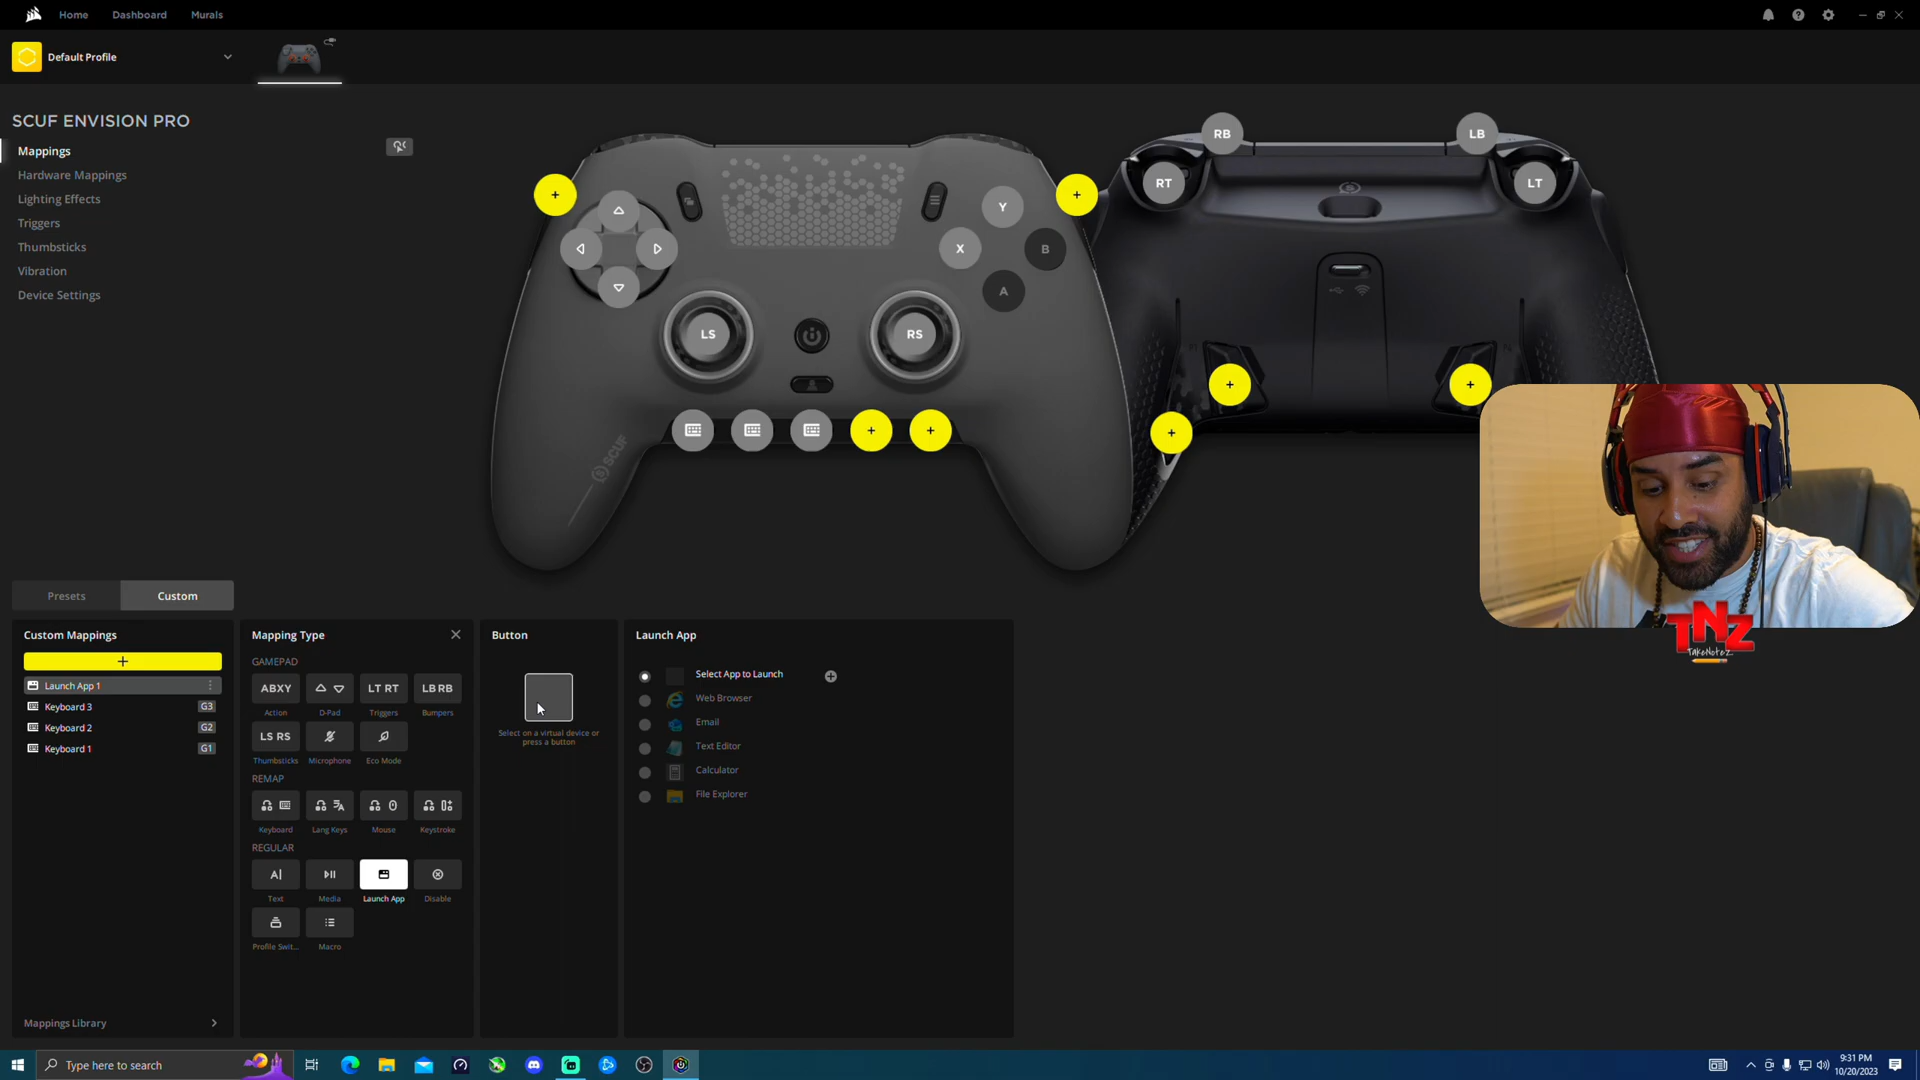 Home Dashboard Murals
Default Profile
SCUF ENVISION PRO
Mappings
Hardware Mappings
Lighting Effects
Triggers
Thumbsticks
Vibration
Device Settings
RB LB
RT LT
Y
X B
A
LS RS
SCUF
Presets Custom
Custom Mappings
Launch App 1
Keyboard 3 G3
Keyboard 2 G2
Keyboard 1 G1
Mappings Library
Mapping Type
GAMEPAD
ABXY LT RT LB RB
Action D-Pad Triggers Bumpers
LS RS
Thumbsticks Microphone Eco Mode
REMAP
Keyboard Lang Keys Mouse Keystroke
REGULAR
Text Media Launch App Disable
Profile Swit... Macro
Button
Select on a virtual device or
press a button
Launch App
Select App to Launch
Web Browser
Email
Text Editor
Calculator
File Explorer
TNZ
TakeNotez
Type here to search
9:31 PM
10/20/2023